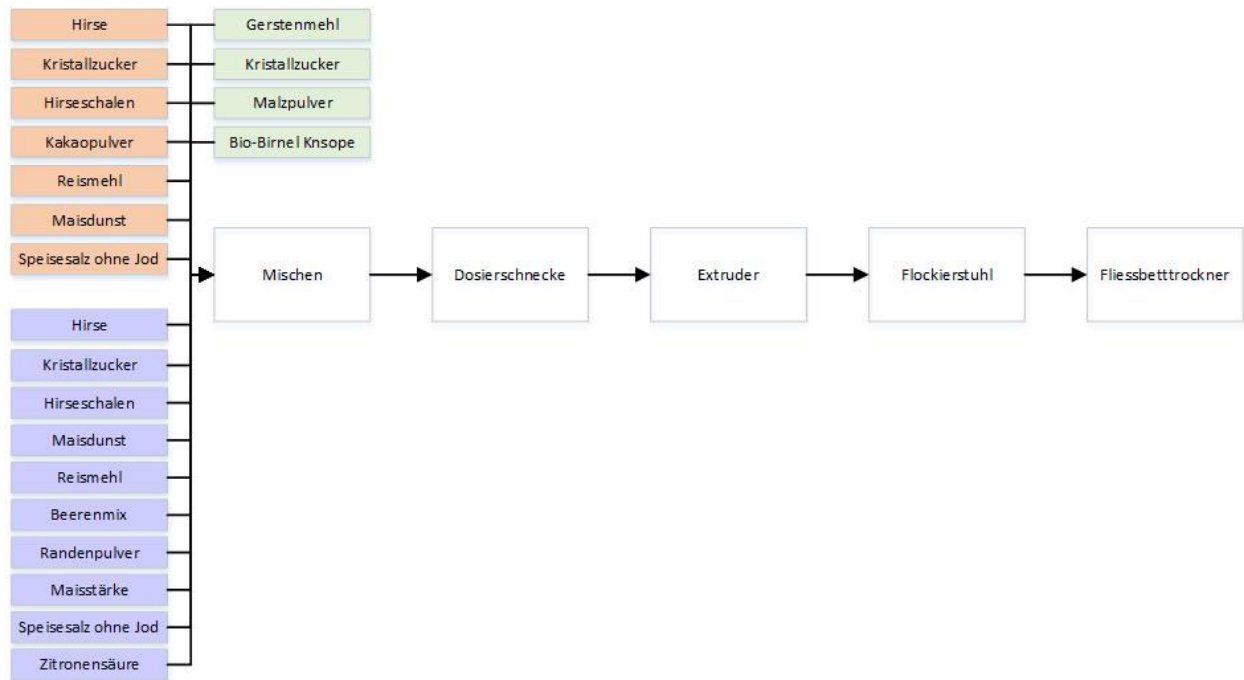 Hirse
Kristallzucker
Hirseschalen
Kakaopulver
Reismehl
Maisdunst
Speisesalz ohne Jod
Gerstenmehl
Kristallzucker
Malzpulver
Bio-Birnel Knsope
Mischen
Dosierschnecke
Extruder
Flockierstuhl
Fliessbetttrockner
Hirse
Kristallzucker
Hirseschalen
Maisdunst
Reismehl
Beerenmix
Randenpulver
Maisstärke
Speisesalz ohne Jod
Zitronensäure